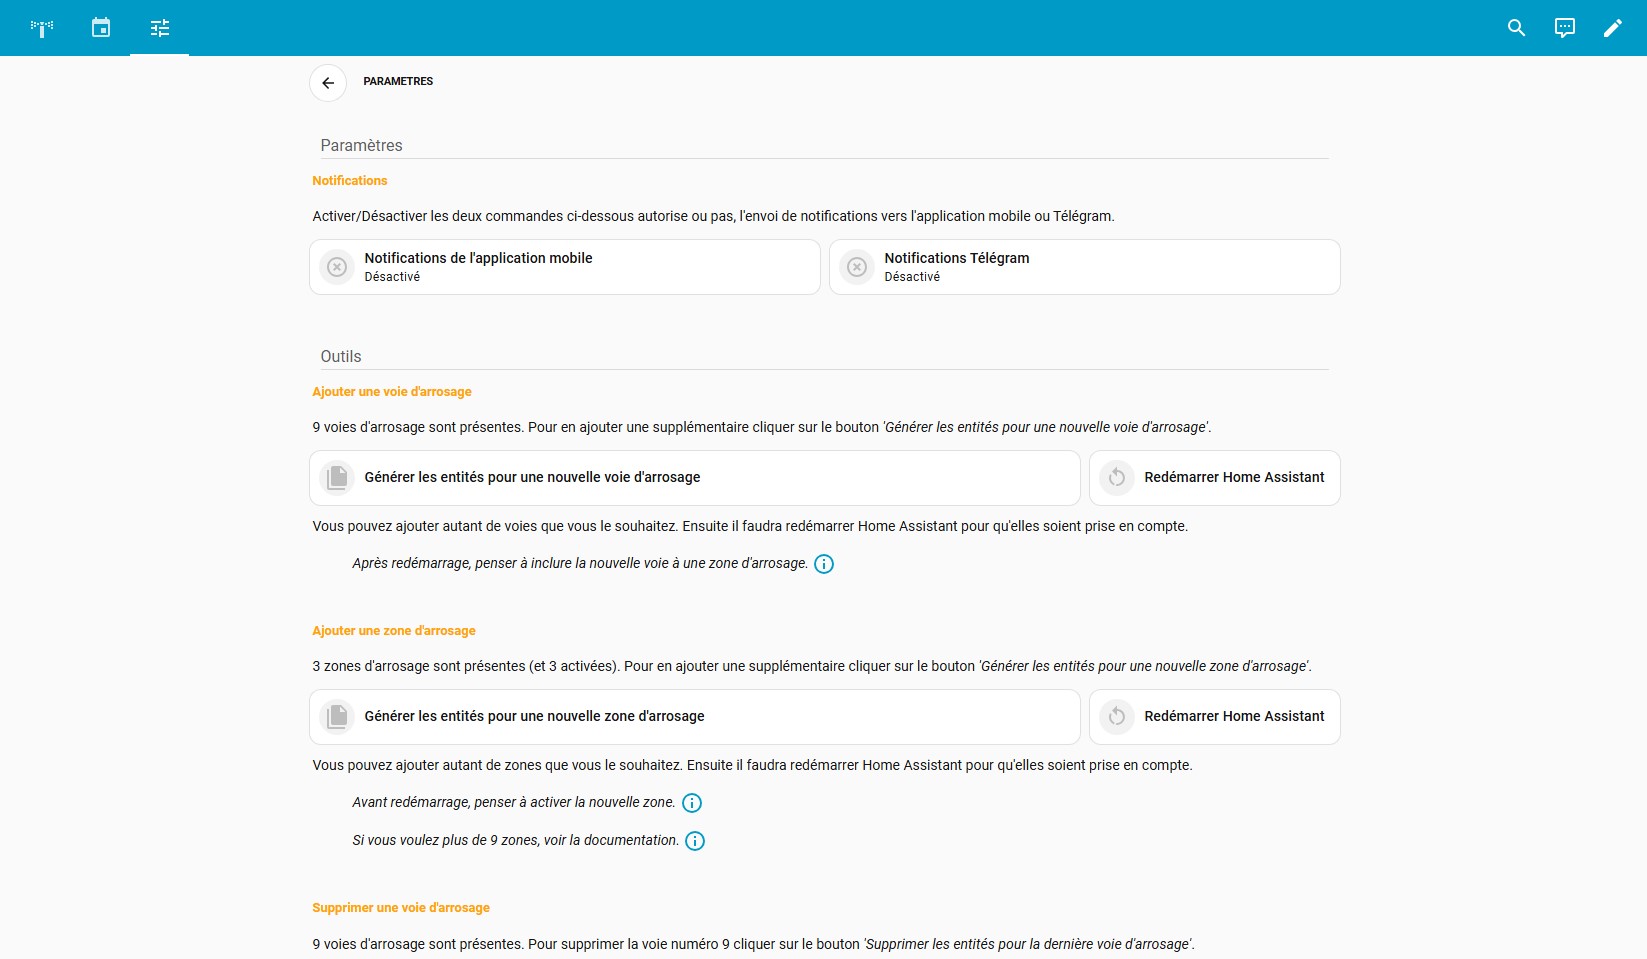 PARAMETRES
Paramètres
Notifications
Activer/Désactiver les deux commandes ci-dessous autorise ou pas, l'envoi de notifications vers l'application mobile ou Télégram.
Notifications de l'application mobile
Désactivé
Notifications Télégram
Désactivé
Outils
Ajouter une voie d'arrosage
9 voies d'arrosage sont présentes. Pour en ajouter une supplémentaire cliquer sur le bouton 'Générer les entités pour une nouvelle voie d'arrosage'.
Générer les entités pour une nouvelle voie d'arrosage
Redémarrer Home Assistant
Vous pouvez ajouter autant de voies que vous le souhaitez. Ensuite il faudra redémarrer Home Assistant pour qu'elles soient prise en compte.
Après redémarrage, penser à inclure la nouvelle voie à une zone d'arrosage.
Ajouter une zone d'arrosage
3 zones d'arrosage sont présentes (et 3 activées). Pour en ajouter une supplémentaire cliquer sur le bouton 'Générer les entités pour une nouvelle zone d'arrosage'.
Générer les entités pour une nouvelle zone d'arrosage
Redémarrer Home Assistant
Vous pouvez ajouter autant de zones que vous le souhaitez. Ensuite il faudra redémarrer Home Assistant pour qu'elles soient prise en compte.
Avant redémarrage, penser à activer la nouvelle zone.
Si vous voulez plus de 9 zones, voir la documentation.
Supprimer une voie d'arrosage
9 voies d'arrosage sont présentes. Pour supprimer la voie numéro 9 cliquer sur le bouton 'Supprimer les entités pour la dernière voie d'arrosage'.